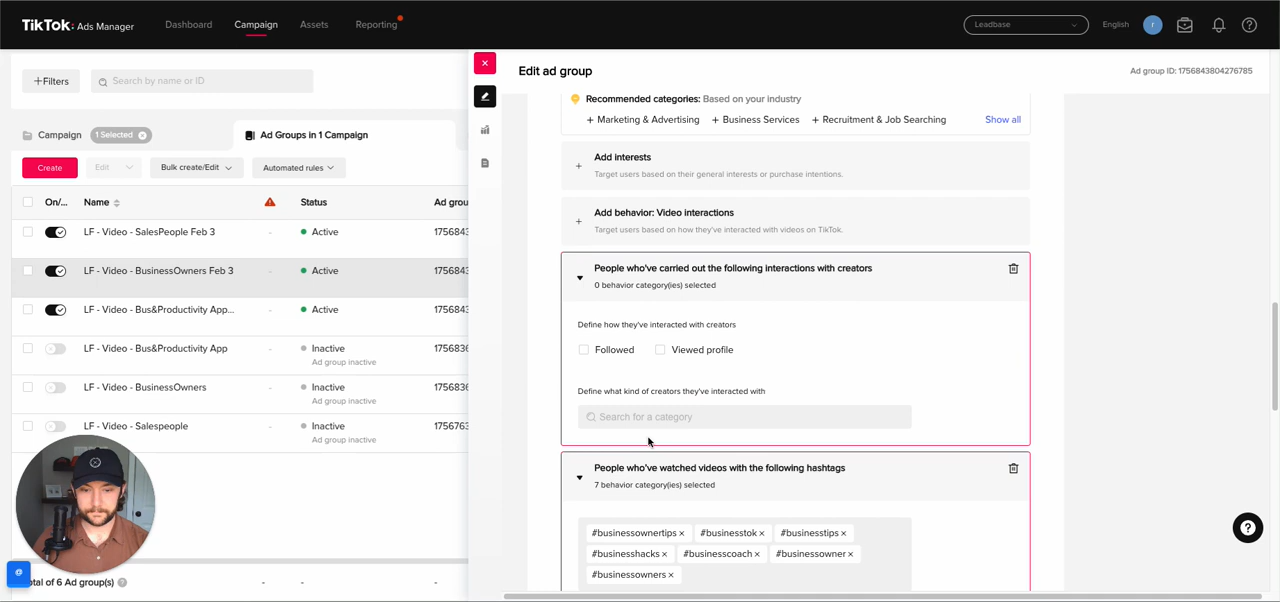 TikTok: Ads Manager
Dashboard
Campaign
Assets
Reporting
Leadbase
English
r
+Filters
Search by name or ID
Campaign
1 Selected
Ad Groups in 1 Campaign
Create
Edit
Bulk create/Edit
Automated rules
On/...
Name
Status
Ad grou
LF - Video - SalesPeople Feb 3
-
Active
1756843
LF - Video - BusinessOwners Feb 3
-
Active
1756843
LF - Video - Bus&Productivity App...
-
Active
1756843
LF - Video - Bus&Productivity App
-
Inactive
Ad group inactive
1756836
LF - Video - BusinessOwners
-
Inactive
Ad group inactive
1756836
LF - Video - Salespeople
-
Inactive
Ad group inactive
1756763
@
otal of 6 Ad group(s)
-
-
-
Edit ad group
Ad group ID: 1756843804276785
Recommended categories: Based on your industry
+ Marketing & Advertising
+ Business Services
+ Recruitment & Job Searching
Show all
Add interests
Target users based on their general interests or purchase intentions.
Add behavior: Video interactions
Target users based on how they've interacted with videos on TikTok.
People who've carried out the following interactions with creators
0 behavior category(ies) selected
Define how they've interacted with creators
Followed
Viewed profile
Define what kind of creators they've interacted with
Search for a category
People who've watched videos with the following hashtags
7 behavior category(ies) selected
#businessownertips ×
#businesstok ×
#businesstips ×
#businesshacks ×
#businesscoach ×
#businessowner ×
#businessowners ×